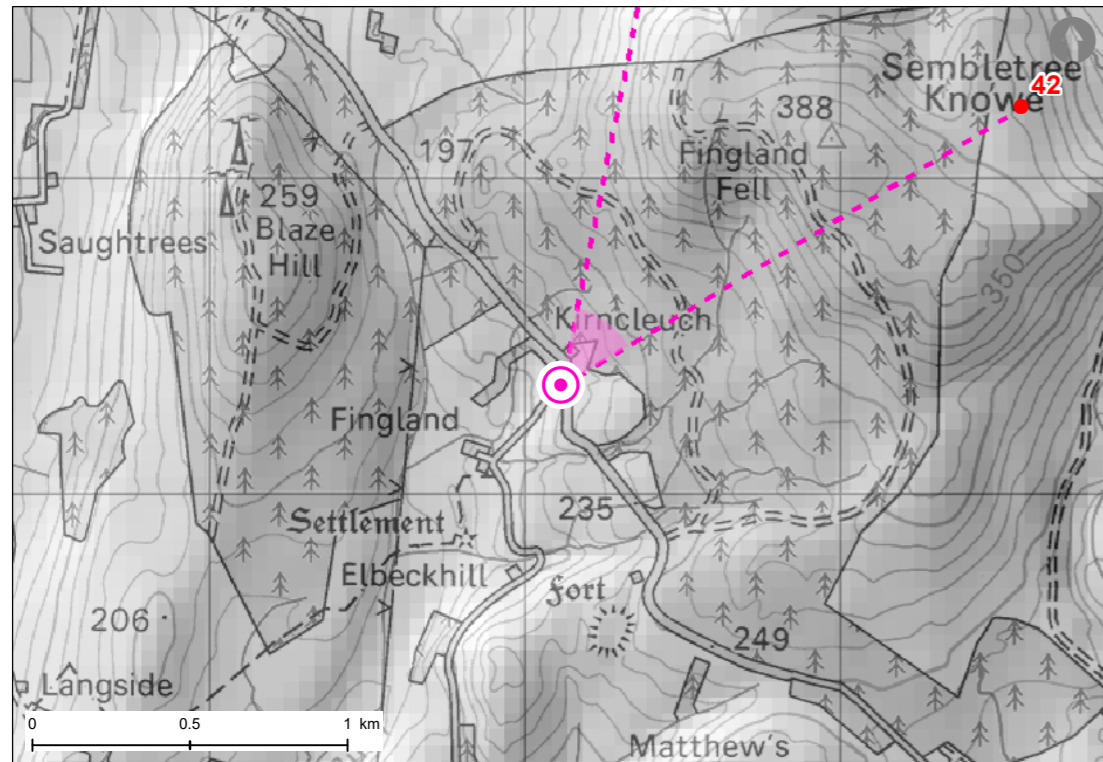 Sembletree
Knowe
42
388
197
Fingland
Fell
259
Blaze
Hill
Saughtrees
350
Kirncleuch
Fingland
235
Settlement
Elbeckhill
Fort
206
249
Langside
Matthew's
0 0.5 1 km